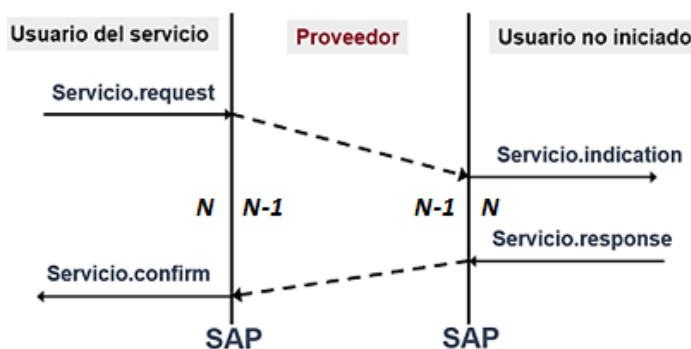 Usuario del servicio
Proveedor
Usuario no iniciado
Servicio.request
Servicio.indication
N N-1
N-1 N
Servicio.response
Servicio.confirm
SAP
SAP